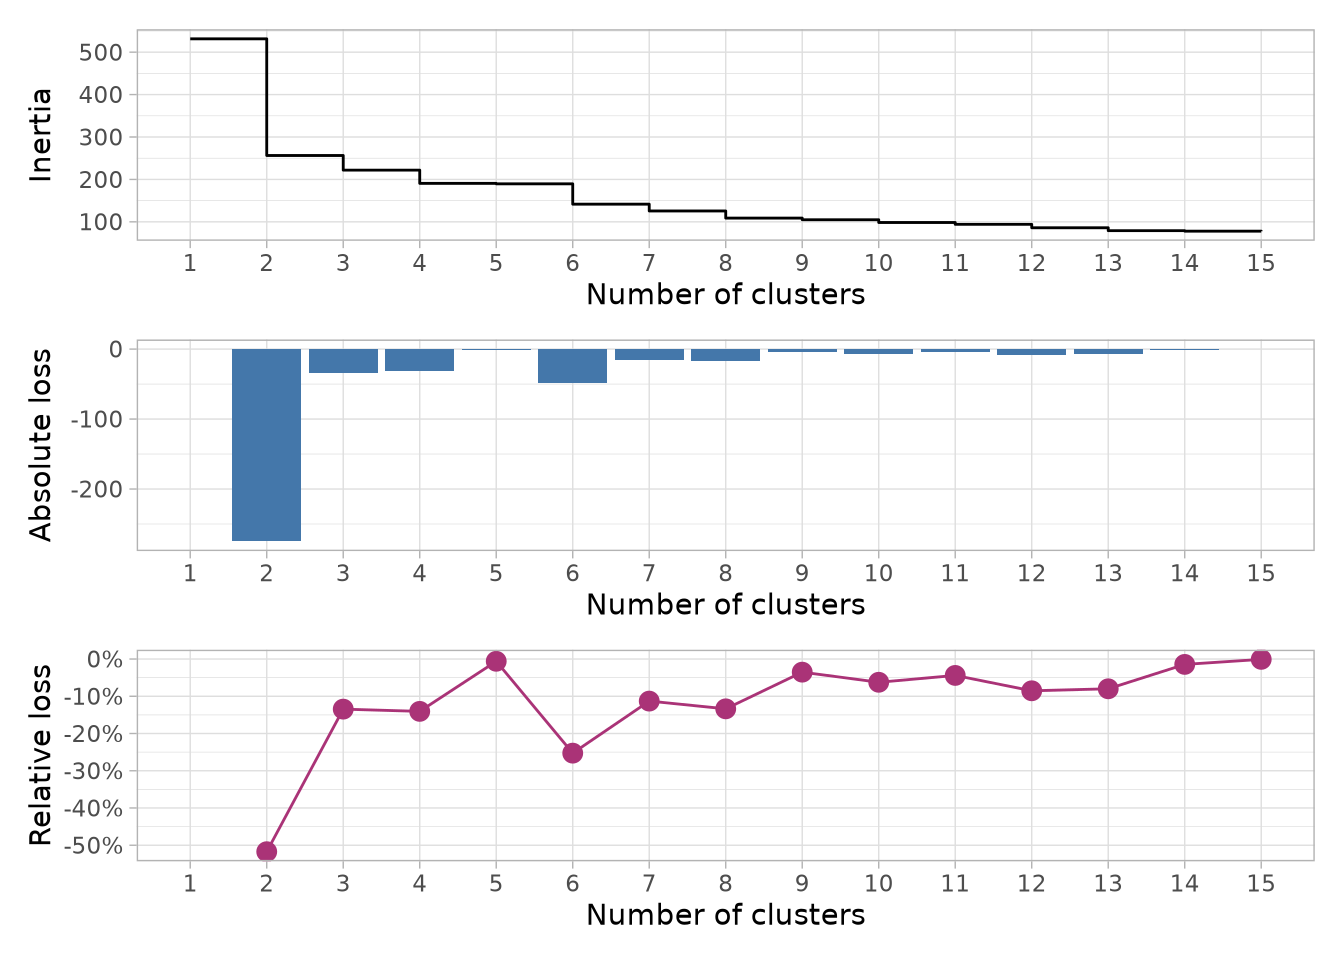 Inertia
500
400
300
200
100
1 2 3 4 5 6 7 8 9 10 11 12 13 14 15
Number of clusters
Absolute loss
0
-100
-200
1 2 3 4 5 6 7 8 9 10 11 12 13 14 15
Number of clusters
Relative loss
0%
-10%
-20%
-30%
-40%
-50%
1 2 3 4 5 6 7 8 9 10 11 12 13 14 15
Number of clusters